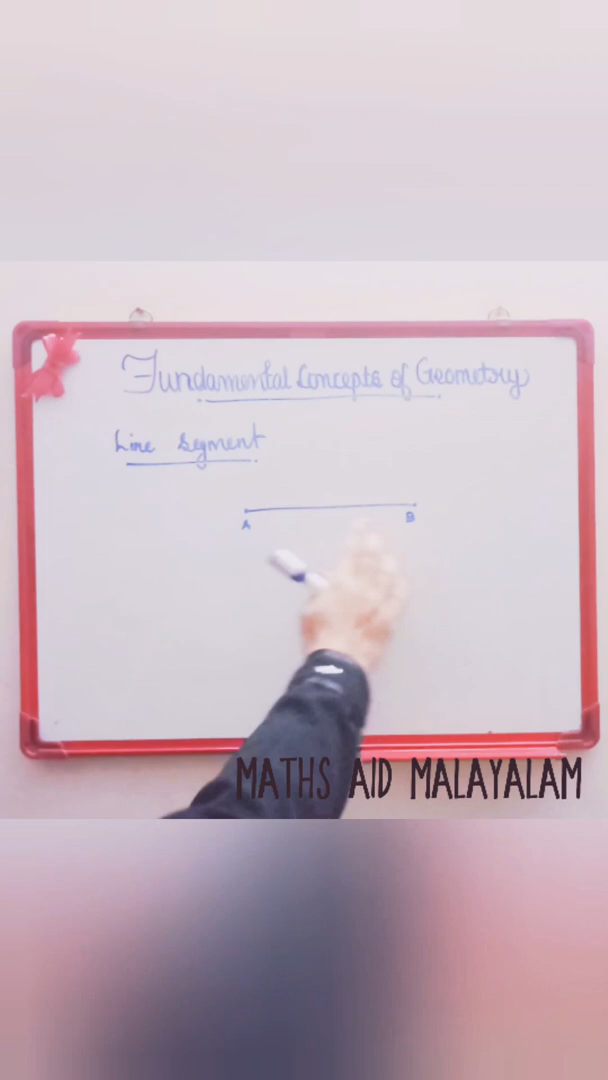 Fundamental Concepts of Geometry
Line Segment
A B
MATHS AID MALAYALAM